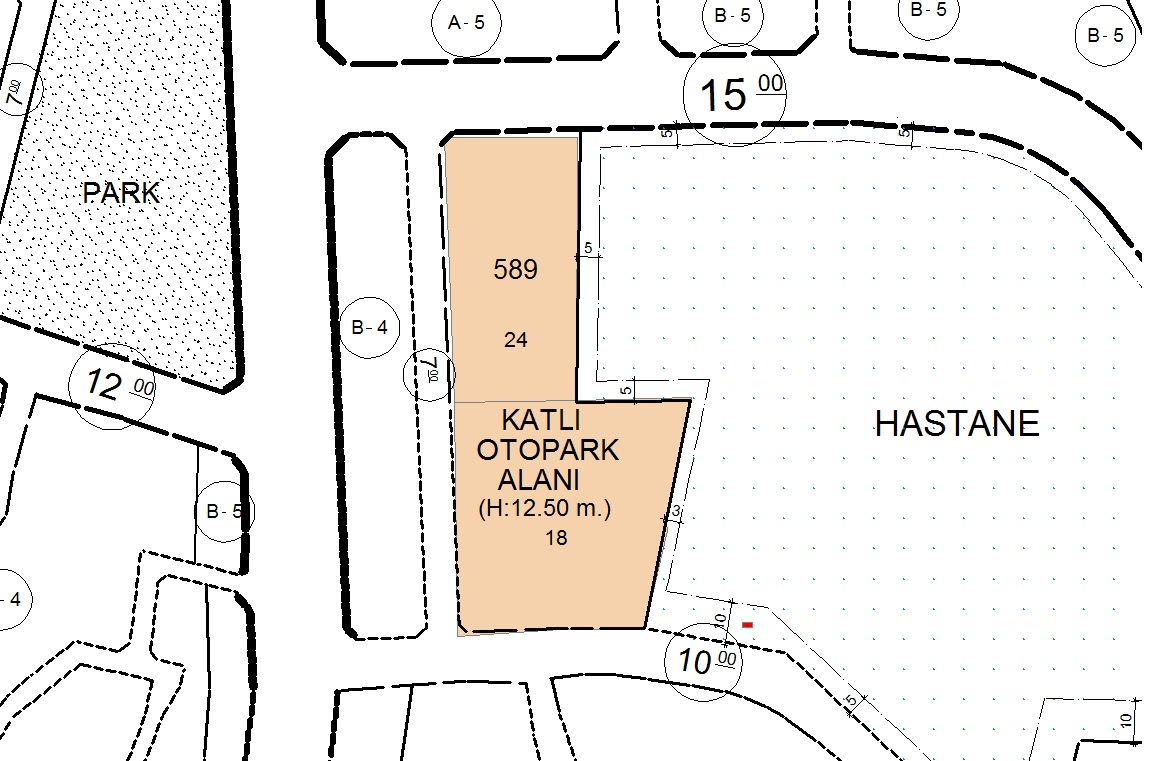 A - 5
B - 5
B - 5
B - 5
7 00
15 00
5
5
PARK
589
5
B - 4
24
7 00
12 00
5
KATLI
OTOPARK
ALANI
(H:12.50 m.)
18
HASTANE
3
B - 5
- 4
10
10 00
5
10